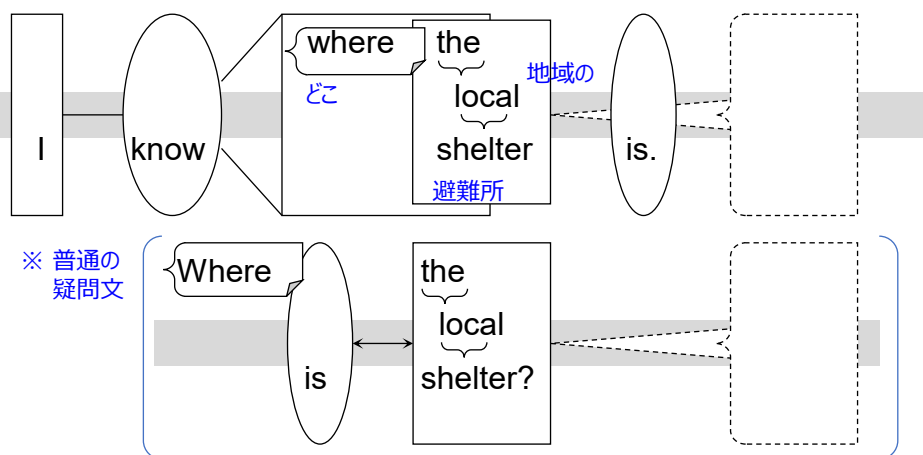 where the
どこ
地域の
local
I know shelter is.
避難所
※ 普通の
疑問文
Where the
local
is shelter?